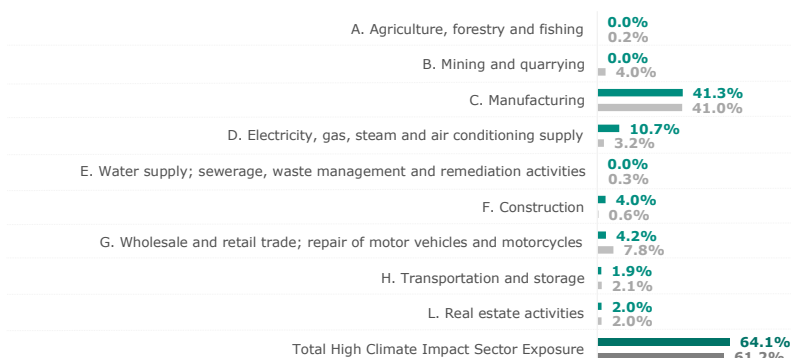 A. Agriculture, forestry and fishing 0.0%
0.2%
B. Mining and quarrying 0.0%
4.0%
C. Manufacturing 41.3%
41.0%
D. Electricity, gas, steam and air conditioning supply 10.7%
3.2%
E. Water supply; sewerage, waste management and remediation activities 0.0%
0.3%
F. Construction 4.0%
0.6%
G. Wholesale and retail trade; repair of motor vehicles and motorcycles 4.2%
7.8%
H. Transportation and storage 1.9%
2.1%
L. Real estate activities 2.0%
2.0%
Total High Climate Impact Sector Exposure 64.1%
61.2%